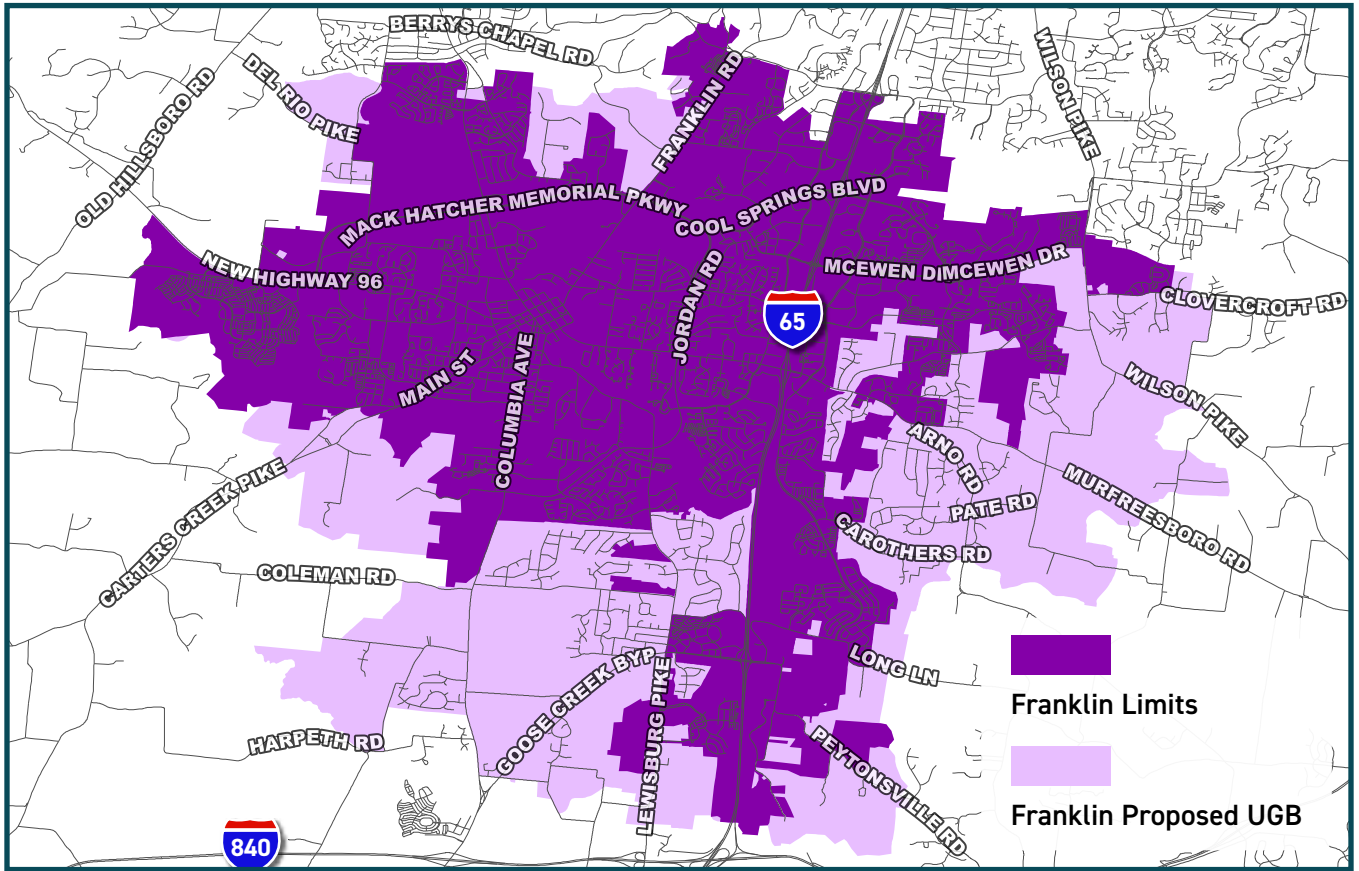 BERRYS CHAPEL RD
WILSON PIKE
DEL RIO PIKE
FRANKLIN RD
OLD HILLSBORO RD
MACK HATCHER MEMORIAL PKWY
COOL SPRINGS BLVD
NEW HIGHWAY 96
MCEWEN DIMCEWEN DR
CLOVERCROFT RD
JORDAN RD
65
MAIN ST
COLUMBIA AVE
WILSON PIKE
ARNO RD
CARTERS CREEK PIKE
MURFREESBORO RD
PATE RD
CAROTHERS RD
COLEMAN RD
LONG LN
GOOSE CREEK BYP
LEWISBURG PIKE
Franklin Limits
HARPETH RD
PEYTONSVILLE RD
Franklin Proposed UGB
840